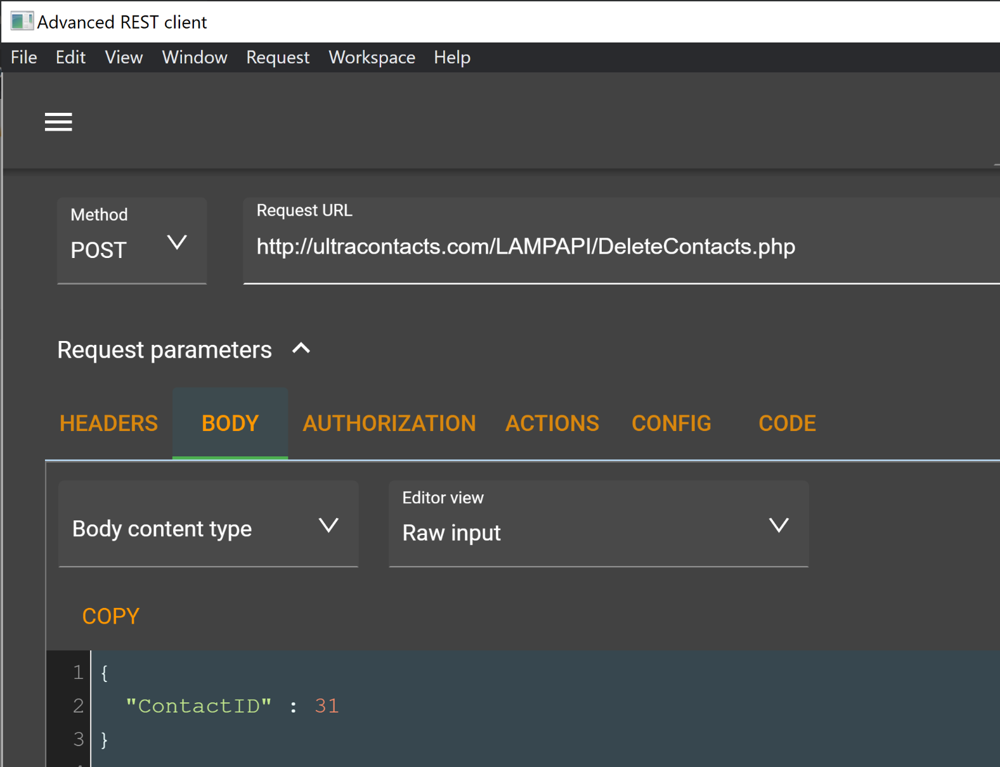 Advanced REST client
File Edit View Window Request Workspace Help
Method
POST
Request URL
http://ultracontacts.com/LAMPAPI/DeleteContacts.php
Request parameters
HEADERS BODY AUTHORIZATION ACTIONS CONFIG CODE
Body content type
Editor view
Raw input
COPY
1 {
2 "ContactID" : 31
3 }